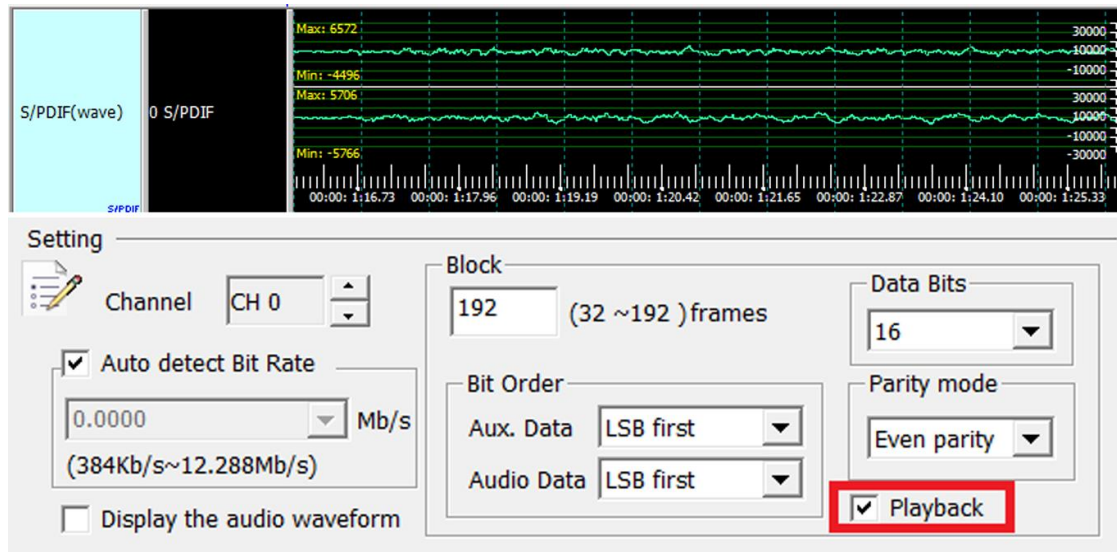 Max: 6572
30000
10000
-10000
Min: -4496
Max: 5706
30000
S/PDIF(wave) 0 S/PDIF
10000
-10000
Min: -5766
-30000
00:00: 1:16.73 00:00: 1:17.96 00:00: 1:19.19 00:00: 1:20.42 00:00: 1:21.65 00:00: 1:22.87 00:00: 1:24.10 00:00: 1:25.33
S/PDIF
Setting
Channel CH 0
Auto detect Bit Rate
0.0000 Mb/s
(384Kb/s~12.288Mb/s)
Display the audio waveform
Block
192 (32 ~192 )frames
Bit Order
Aux. Data LSB first
Audio Data LSB first
Data Bits
16
Parity mode
Even parity
Playback